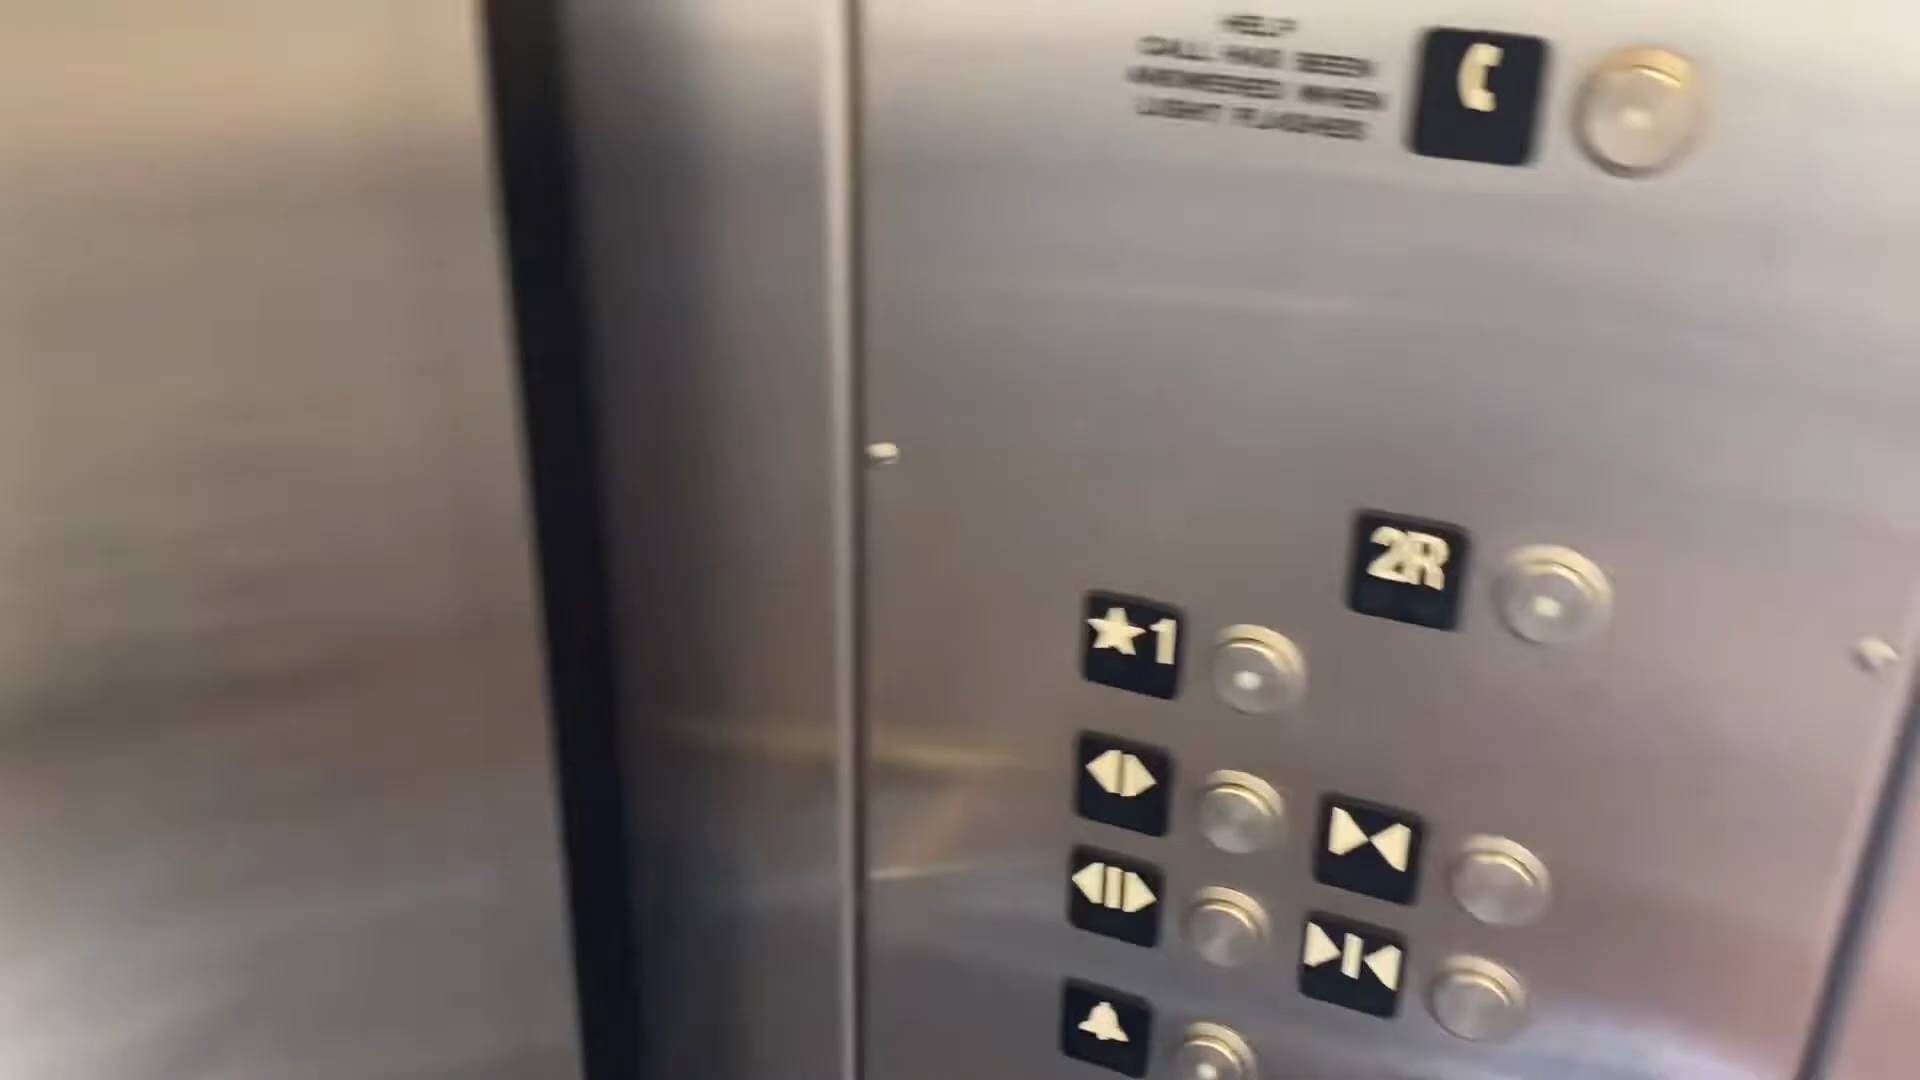 HELP
CALL HAS BEEN
ANSWERED WHEN
LIGHT FLASHES
2R
★1